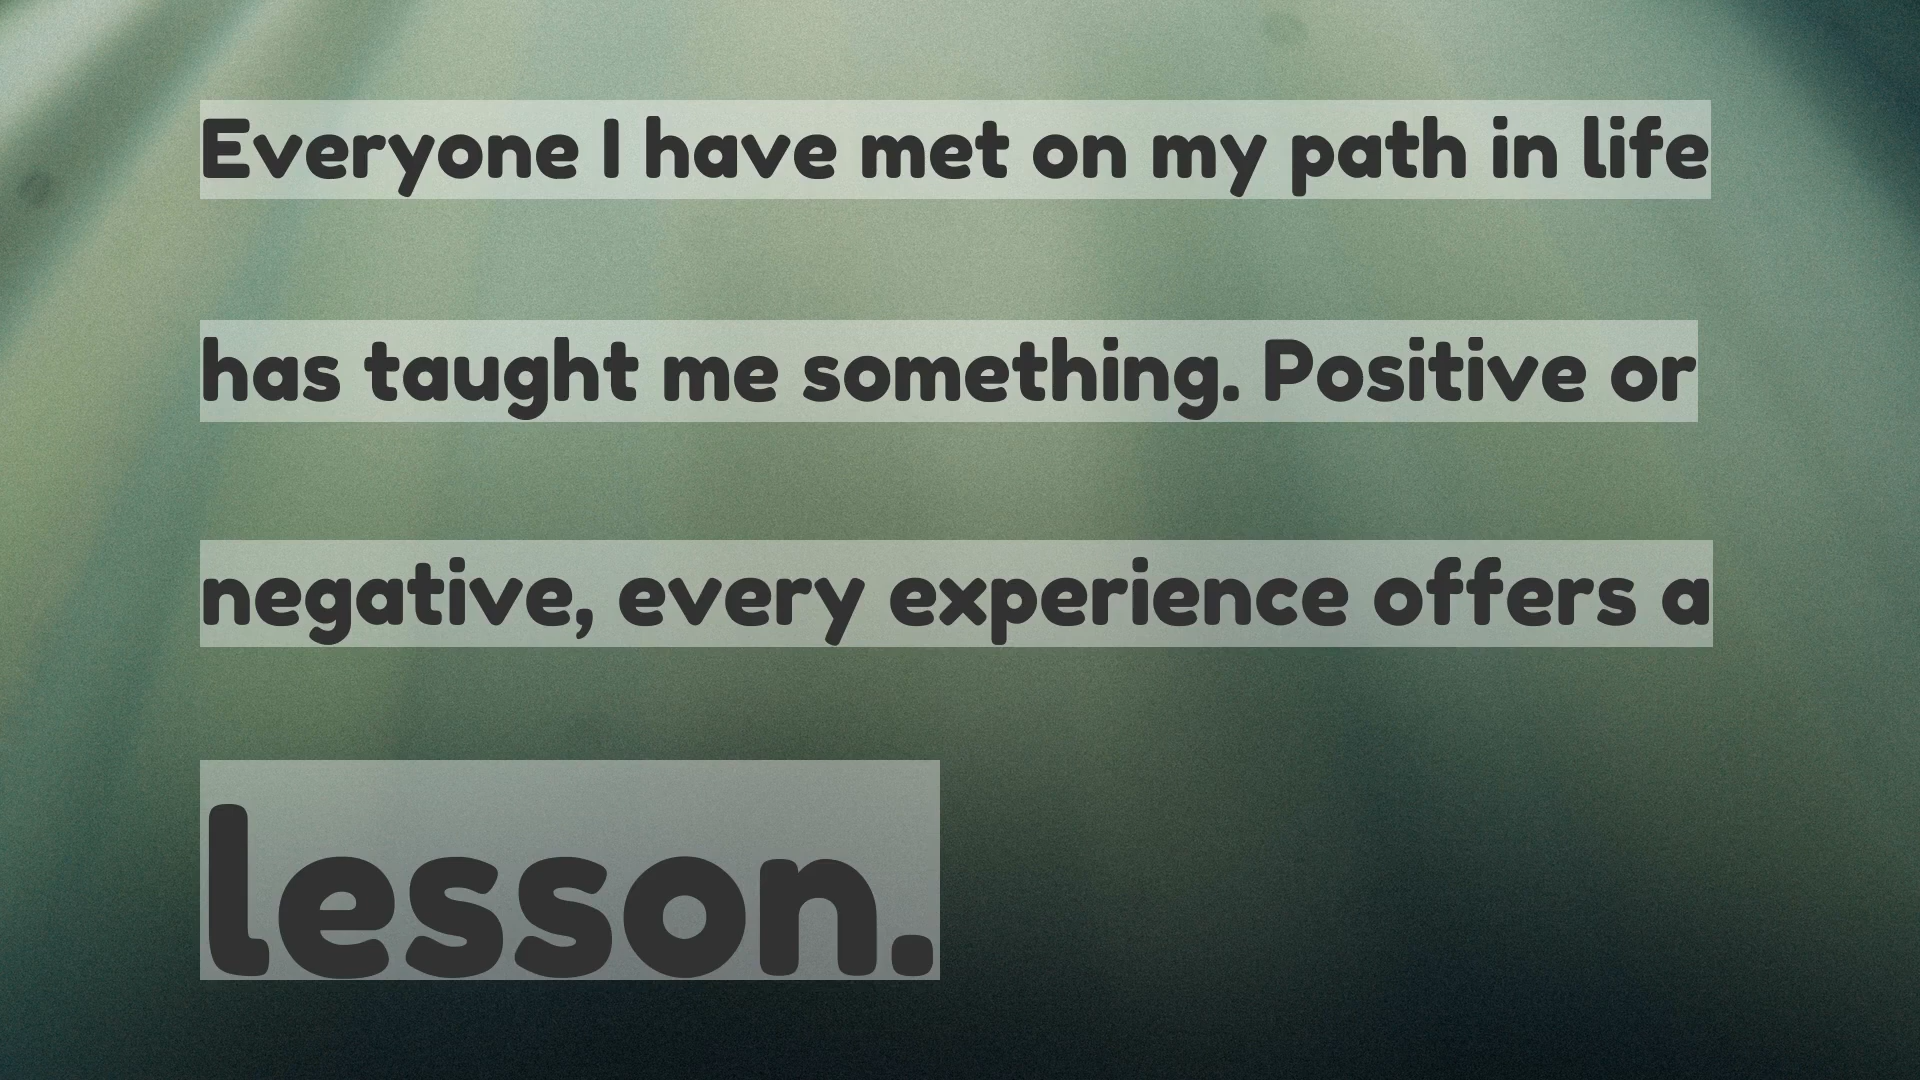 Everyone I have met on my path in life
has taught me something. Positive or
negative, every experience offers a
lesson.